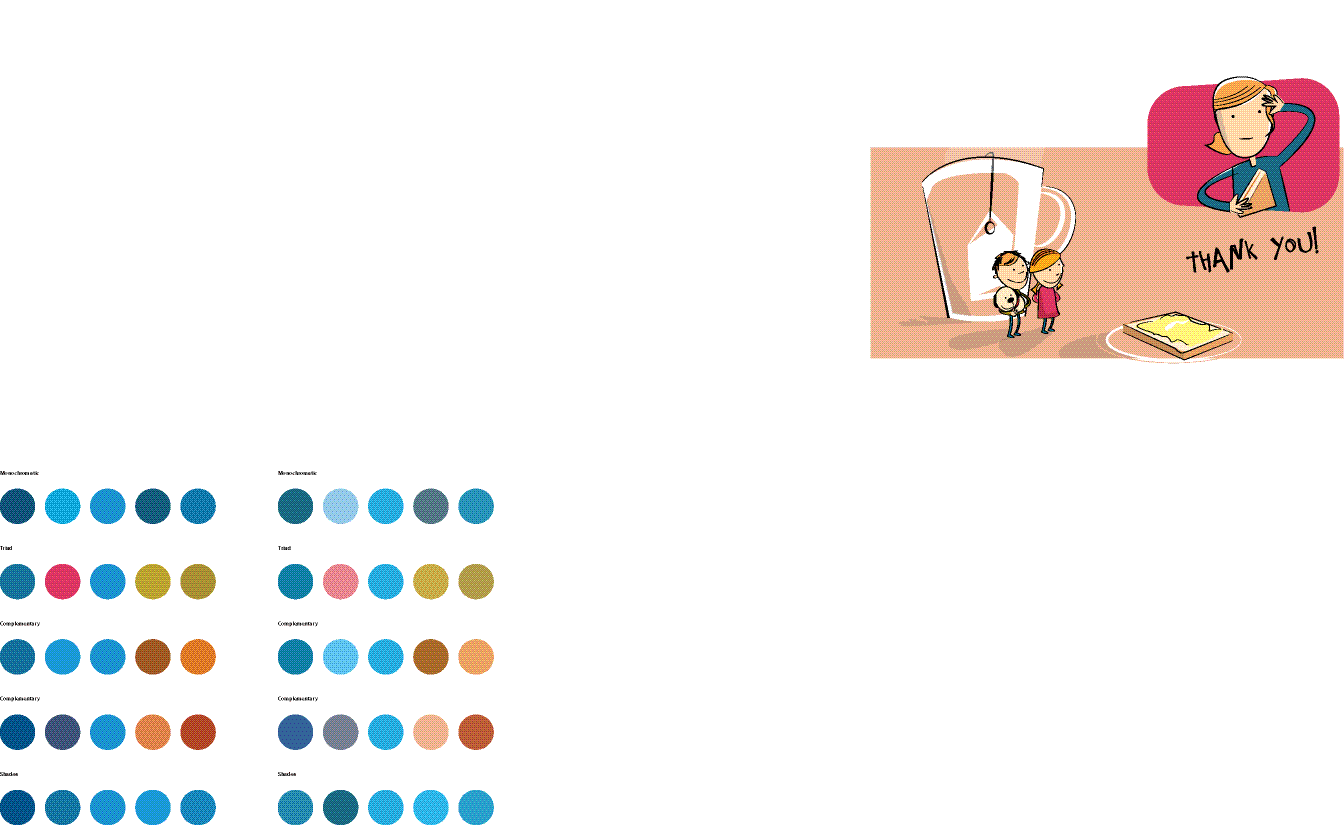 THANK YOU!
Monochromatic
Monochromatic
Triad
Triad
Complementary
Complementary
Complementary
Complementary
Shades
Shades